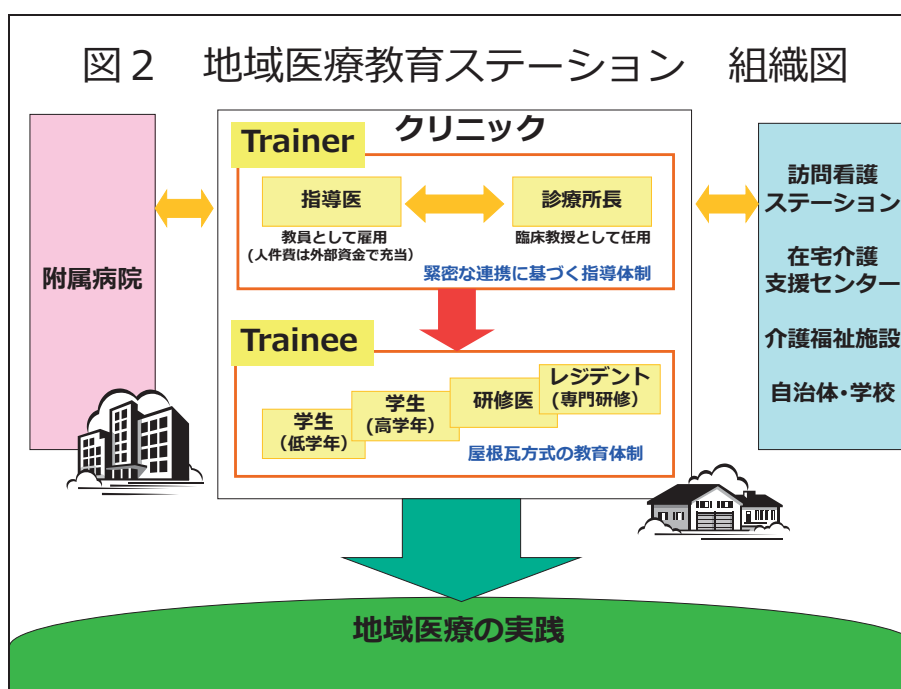 図２　地域医療教育ステーション　組織図
附属病院
クリニック
Trainer
指導医
教員として雇用
(人件費は外部資金で充当)
診療所長
臨床教授として任用
緊密な連携に基づく指導体制
Trainee
学生
(低学年)
学生
(高学年)
研修医
レジデント
(専門研修)
屋根瓦方式の教育体制
訪問看護
ステーション
在宅介護
支援センター
介護福祉施設
自治体・学校
地域医療の実践